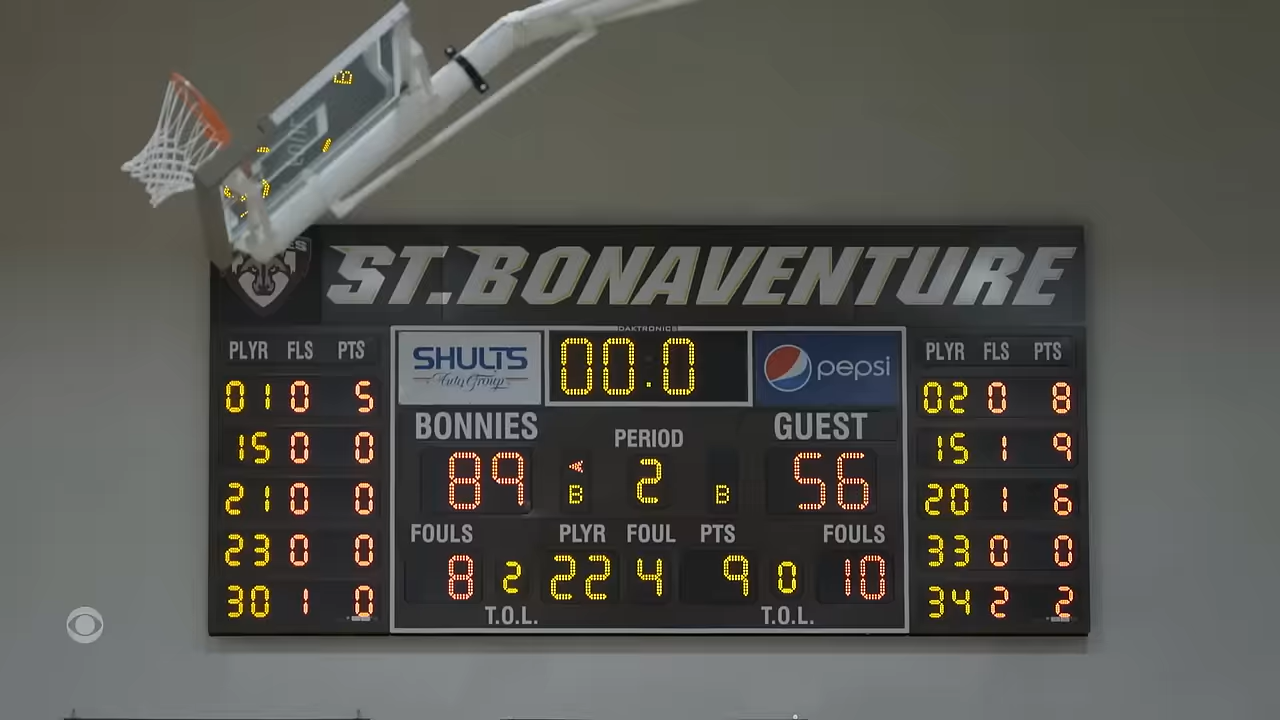 ST. BONAVENTURE
DAKTRONICS
PLYR FLS PTS
01 0 5
15 0 0
21 0 0
23 0 0
30 1 0
SHULTS
Auto Group
00:0
pepsi
BONNIES
PERIOD
GUEST
89
A
B
2
B
56
FOULS
PLYR FOUL PTS
FOULS
8 2 22 4 9 0 10
T.O.L.
T.O.L.
PLYR FLS PTS
02 0 8
15 1 9
20 1 6
33 0 0
34 2 2